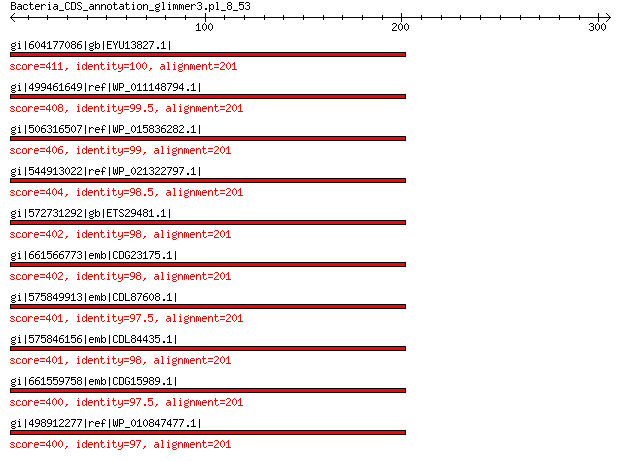 Bacteria_CDS_annotation_glimmer3.pl_8_53
100 200 300
gi|604177086|gb|EYU13827.1|
score=411, identity=100, alignment=201
gi|499461649|ref|WP_011148794.1|
score=408, identity=99.5, alignment=201
gi|506316507|ref|WP_015836282.1|
score=406, identity=99, alignment=201
gi|544913022|ref|WP_021322797.1|
score=404, identity=98.5, alignment=201
gi|572731292|gb|ETS29481.1|
score=402, identity=98, alignment=201
gi|661566773|emb|CDG23175.1|
score=402, identity=98, alignment=201
gi|575849913|emb|CDL87608.1|
score=401, identity=97.5, alignment=201
gi|575846156|emb|CDL84435.1|
score=401, identity=98, alignment=201
gi|661559758|emb|CDG15989.1|
score=400, identity=97.5, alignment=201
gi|498912277|ref|WP_010847477.1|
score=400, identity=97, alignment=201